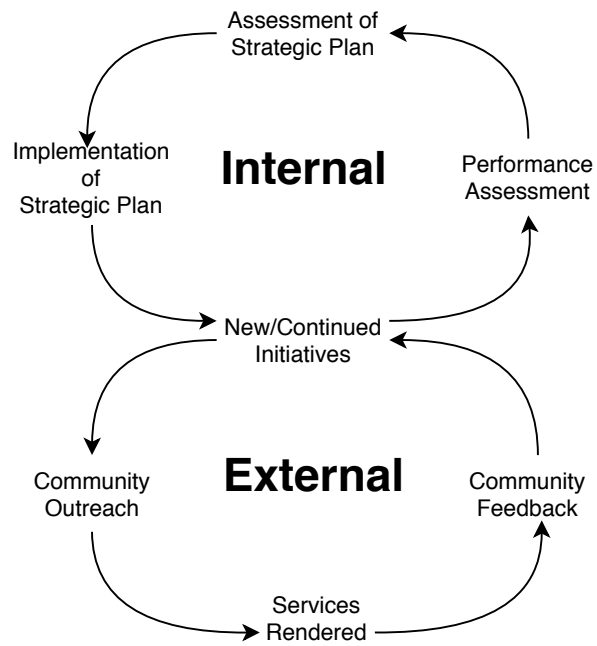 Assessment of
Strategic Plan
Implementation
of
Strategic Plan
Internal
Performance
Assessment
New/Continued
Initiatives
Community
Outreach
External
Community
Feedback
Services
Rendered